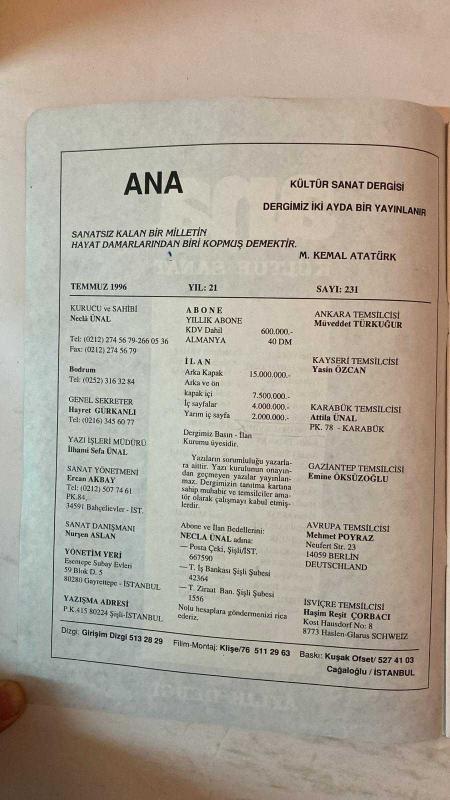 ANA
KÜLTÜR SANAT DERGİSİ
DERGİMİZ İKİ AYDA BİR YAYINLANIR
SANATSIZ KALAN BİR MİLLETİN
HAYAT DAMARLARINDAN BİRİ KOPMUŞ DEMEKTİR.
M. KEMAL ATATÜRK
TEMMUZ 1996 YIL: 21 SAYI: 231
KURUCU ve SAHİBİ
Neclâ ÜNAL
Tel: (0212) 274 56 79-266 05 36
Fax: (0212) 274 56 79
Bodrum
Tel: (0252) 316 32 84
GENEL SEKRETER
Hayret GÜRKANLI
Tel: (0216) 345 60 77
YAZI İŞLERİ MÜDÜRÜ
İlhami Sefa ÜNAL
SANAT YÖNETMENİ
Ercan AKBAY
Tel: (0212) 507 74 61
PK.84,
34591 Bahçelievler - İST.
SANAT DANIŞMANI
Nurşen ASLAN
YÖNETİM YERİ
Esentepe Subay Evleri
59 Blok D. 5
80280 Gayrettepe - İSTANBUL
YAZIŞMA ADRESİ
P.K.415 80224 Şişli-İSTANBUL
ABONE
YILLIK ABONE
KDV Dahil 600.000.-
ALMANYA 40 DM
İLAN
Arka Kapak 15.000.000.-
Arka ve ön
kapak içi 7.500.000.-
İç sayfalar 4.000.000.-
Yarım iç sayfa 2.000.000.-
Dergimiz Basın - İlan
Kurumu üyesidir.
Yazıların sorumluluğu yazarla-
ra aittir. Yazı kurulunun onayın-
dan geçmeyen yazılar yayınlan-
maz. Dergimizin tanıtma kartına
sahip muhabir ve temsilciler ama-
tör olarak çalışmayı kabul etmiş-
lerdir.
Abone ve İlan Bedellerini:
NECLA ÜNAL adına:
— Posta Çeki, Şişli/İST.
667590
— T. İş Bankası Şişli Şubesi
42364
— T. Ziraat Ban. Şişli Şubesi
1556
Nolu hesaplara göndermenizi rica
ederiz.
ANKARA TEMSİLCİSİ
Müveddet TÜRKUĞUR
KAYSERİ TEMSİLCİSİ
Yasin ÖZCAN
KARABÜK TEMSİLCİSİ
Attila ÜNAL
PK. 78 - KARABÜK
GAZİANTEP TEMSİLCİSİ
Emine ÖKSÜZOĞLU
AVRUPA TEMSİLCİSİ
Mehmet POYRAZ
Neufert Str. 23
14059 BERLİN
DEUTSCHLAND
İSVİÇRE TEMSİLCİSİ
Haşim Reşit ÇORBACI
Kost Hausdorf No: 8
8773 Haslen-Glarus SCHWEİZ
Dizgi: Girişim Dizgi 513 28 29 Film-Montaj: Klişe/76 511 29 63 Baskı: Kuşak Ofset/ 527 41 03
Cağaloğlu / İSTANBUL